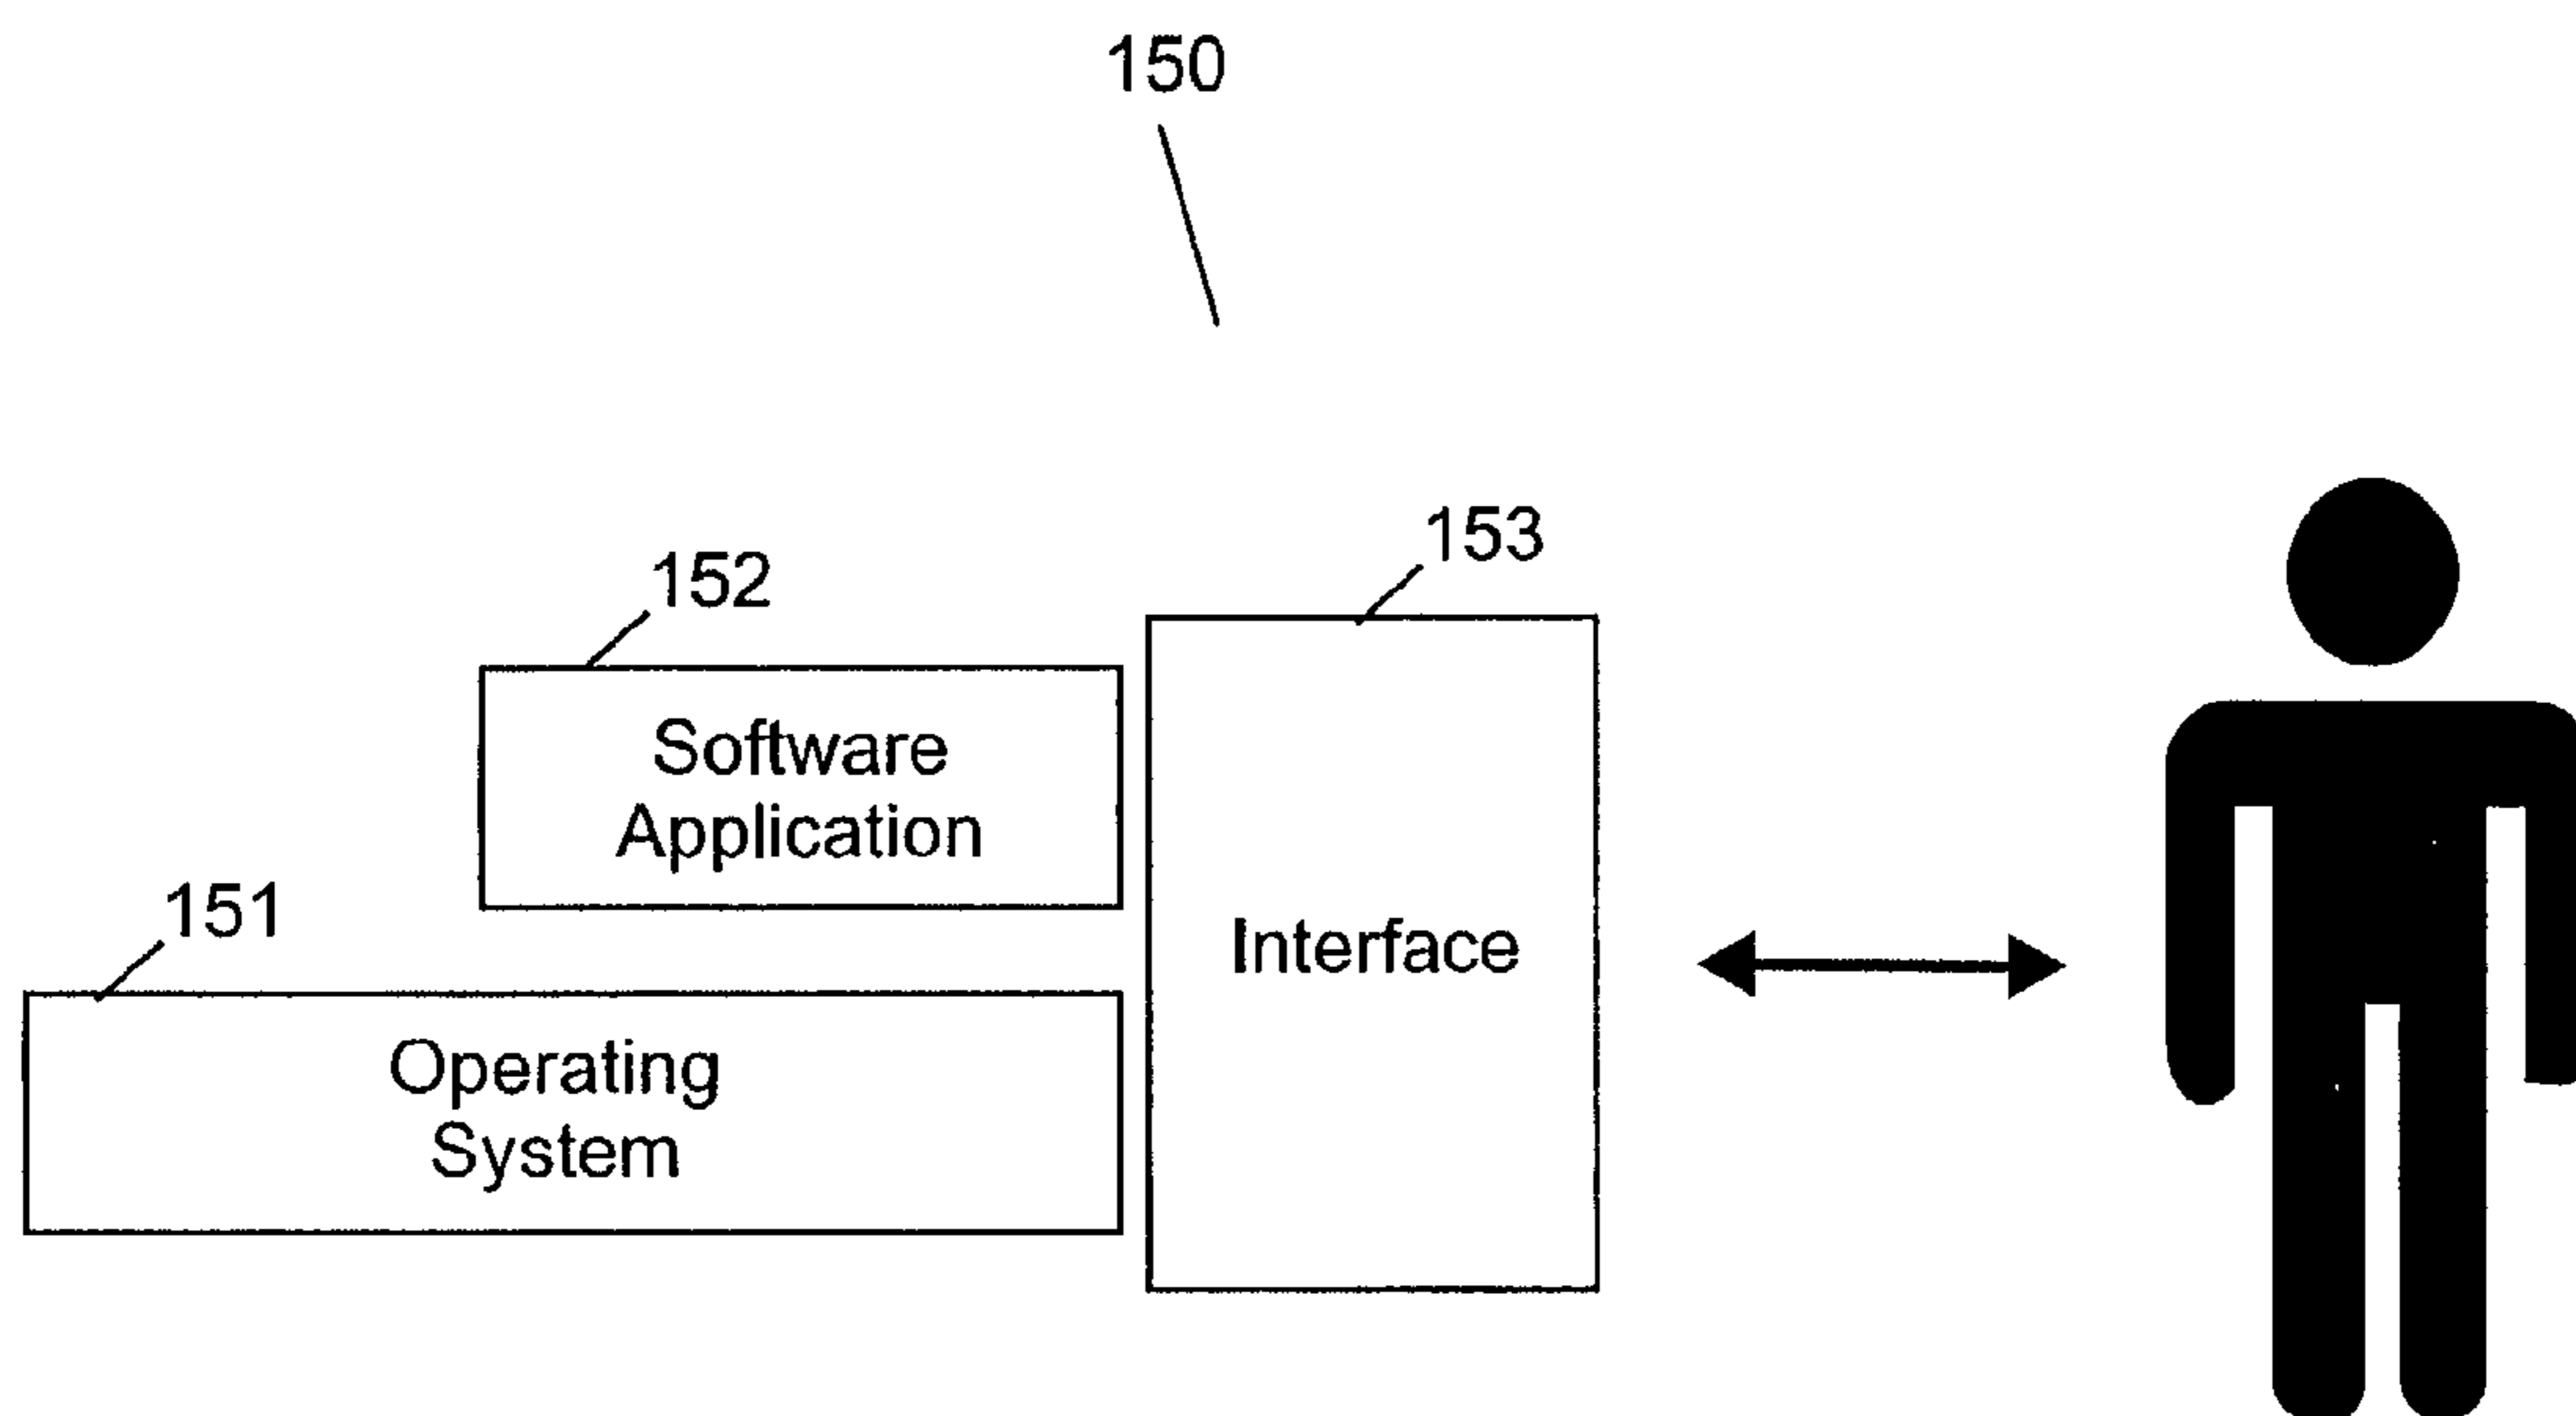 150
153
152
Software
Application
Interface
151
Operating
System